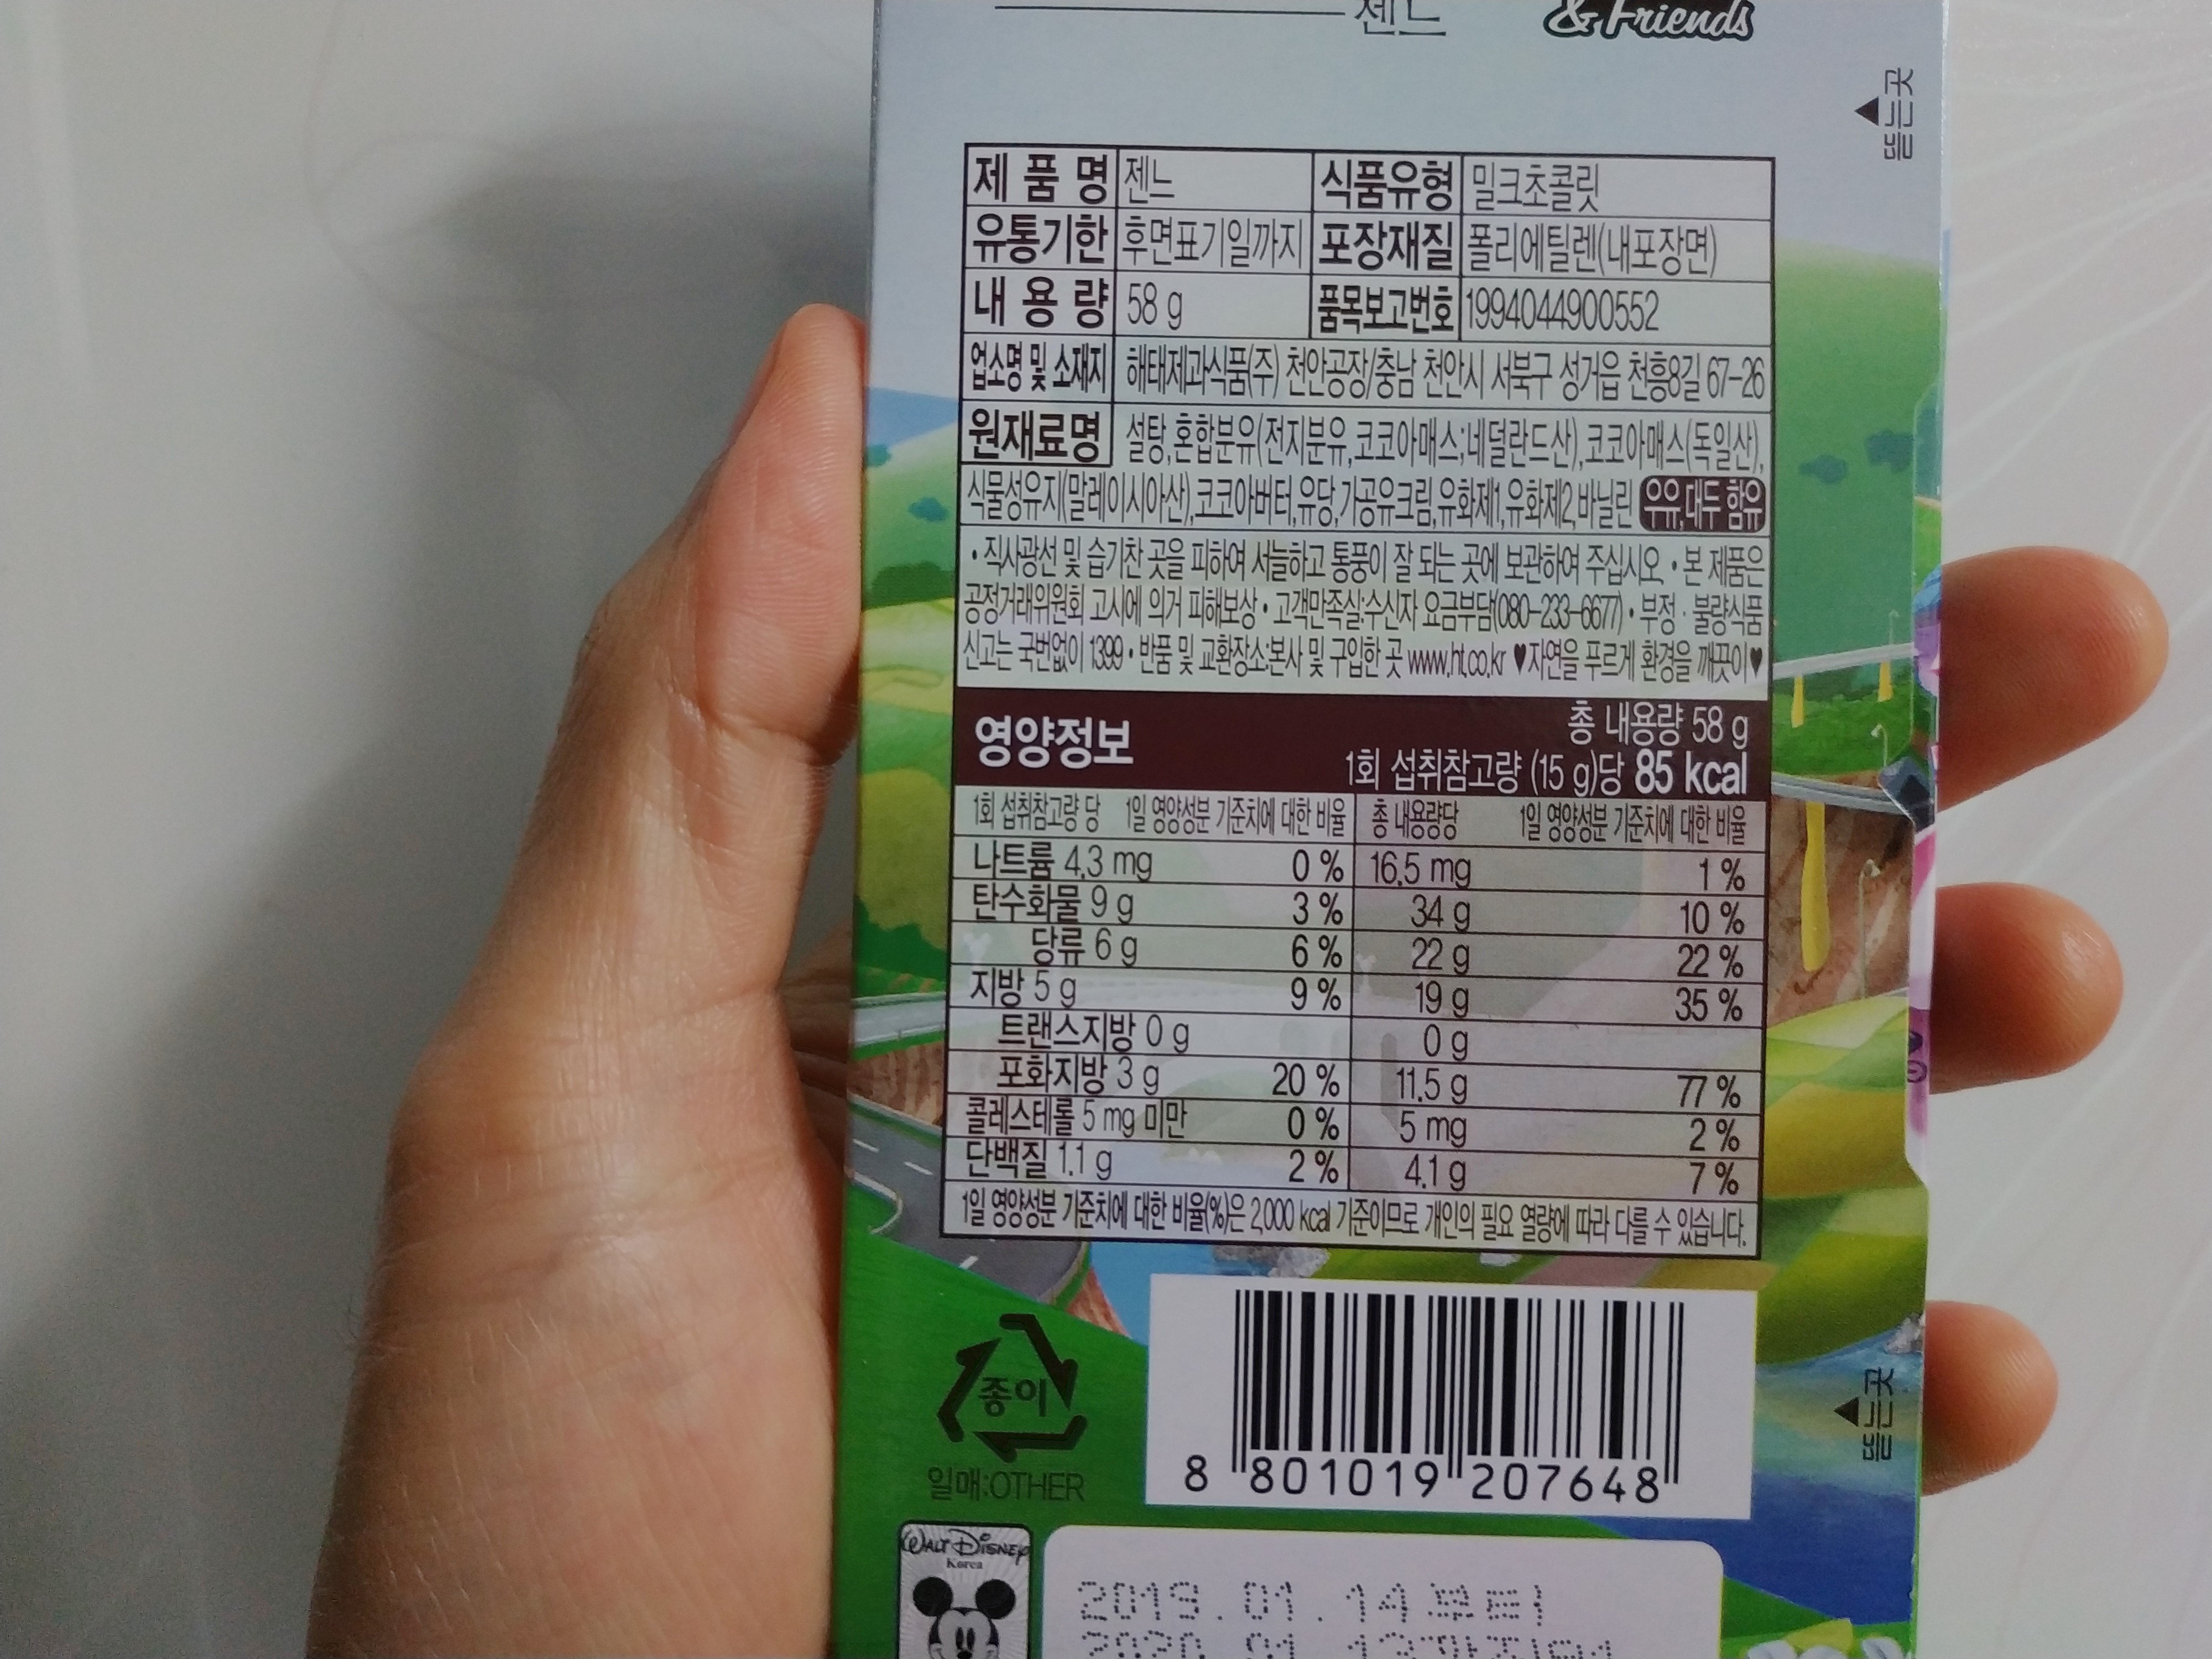 젠느 & Friends
뜯는곳
제 품 명 젠느 식품유형 밀크초콜릿
유통기한 후면표기일까지 포장재질 폴리에틸렌(내포장면)
내 용 량 58 g 품목보고번호 1994044900552
업소명 및 소재지 해태제과식품(주) 천안공장/충남 천안시 서북구 성거읍 천흥8길 67-26
원재료명 설탕,혼합분유(전지분유,코코아매스;네덜란드산),코코아매스(독일산),
식물성유지(말레이시아산),코코아버터,유당,가공유크림,유화제1,유화제2,바닐린 우유,대두 함유
• 직사광선 및 습기찬 곳을 피하여 서늘하고 통풍이 잘 되는 곳에 보관하여 주십시오. • 본 제품은
공정거래위원회 고시에 의거 피해보상 • 고객만족실:수신자 요금부담(080-233-6677) • 부정 · 불량식품
신고는 국번없이 1399 • 반품 및 교환장소:본사 및 구입한 곳 www.ht.co.kr ♥자연을 푸르게 환경을 깨끗이♥
영양정보 총 내용량 58 g
1회 섭취참고량 (15 g)당 85 kcal
1회 섭취참고량 당 1일 영양성분 기준치에 대한 비율 총 내용량당 1일 영양성분 기준치에 대한 비율
나트륨 4.3 mg 0 % 16.5 mg 1 %
탄수화물 9 g 3 % 34 g 10 %
당류 6 g 6 % 22 g 22 %
지방 5 g 9 % 19 g 35 %
트랜스지방 0 g 0 g
포화지방 3 g 20 % 11.5 g 77 %
콜레스테롤 5 mg 미만 0 % 5 mg 2 %
단백질 1.1 g 2 % 4.1 g 7 %
1일 영양성분 기준치에 대한 비율(%)은 2,000 kcal 기준이므로 개인의 필요 열량에 따라 다를 수 있습니다.
종이
일매:OTHER
8 801019 207648
뜯는곳
WALT DISNEY
Korea
2019.01.14 부터
2020.01.13까지